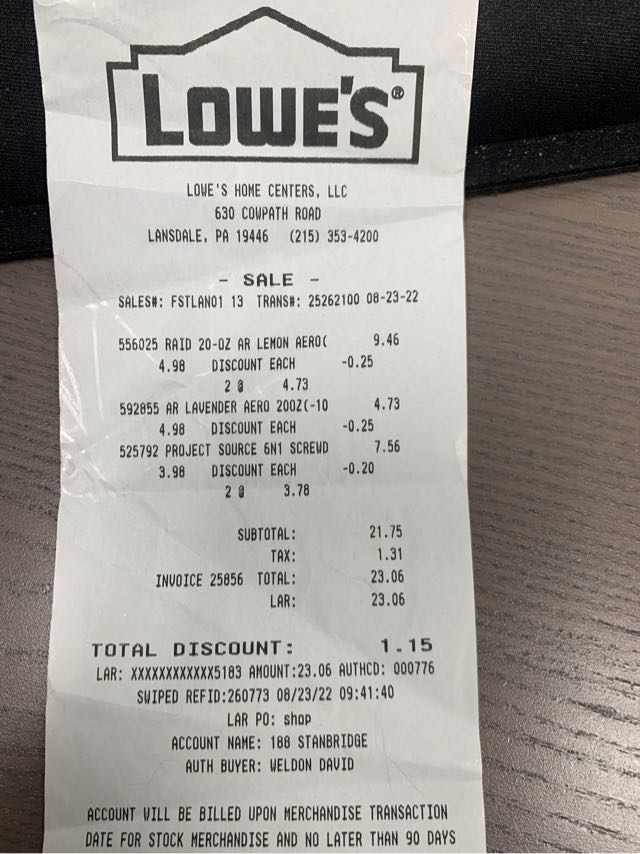 LOWE'S®
LOWE'S HOME CENTERS, LLC
630 COWPATH ROAD
LANSDALE, PA 19446 (215) 353-4200
- SALE -
SALES#: FSTLAN01 13 TRANS#: 25262100 08-23-22
556025 RAID 20-OZ AR LEMON AERO( 9.46
4.98 DISCOUNT EACH -0.25
2 @ 4.73
592855 AR LAVENDER AERO 20OZ(-10 4.73
4.98 DISCOUNT EACH -0.25
525792 PROJECT SOURCE 6N1 SCREWD 7.56
3.98 DISCOUNT EACH -0.20
2 @ 3.78
SUBTOTAL: 21.75
TAX: 1.31
INVOICE 25856 TOTAL: 23.06
LAR: 23.06
TOTAL DISCOUNT: 1.15
LAR: XXXXXXXXXXXX5183 AMOUNT:23.06 AUTHCD: 000776
SWIPED REFID:260773 08/23/22 09:41:40
LAR PO: shop
ACCOUNT NAME: 188 STANBRIDGE
AUTH BUYER: WELDON DAVID
ACCOUNT WILL BE BILLED UPON MERCHANDISE TRANSACTION
DATE FOR STOCK MERCHANDISE AND NO LATER THAN 90 DAYS